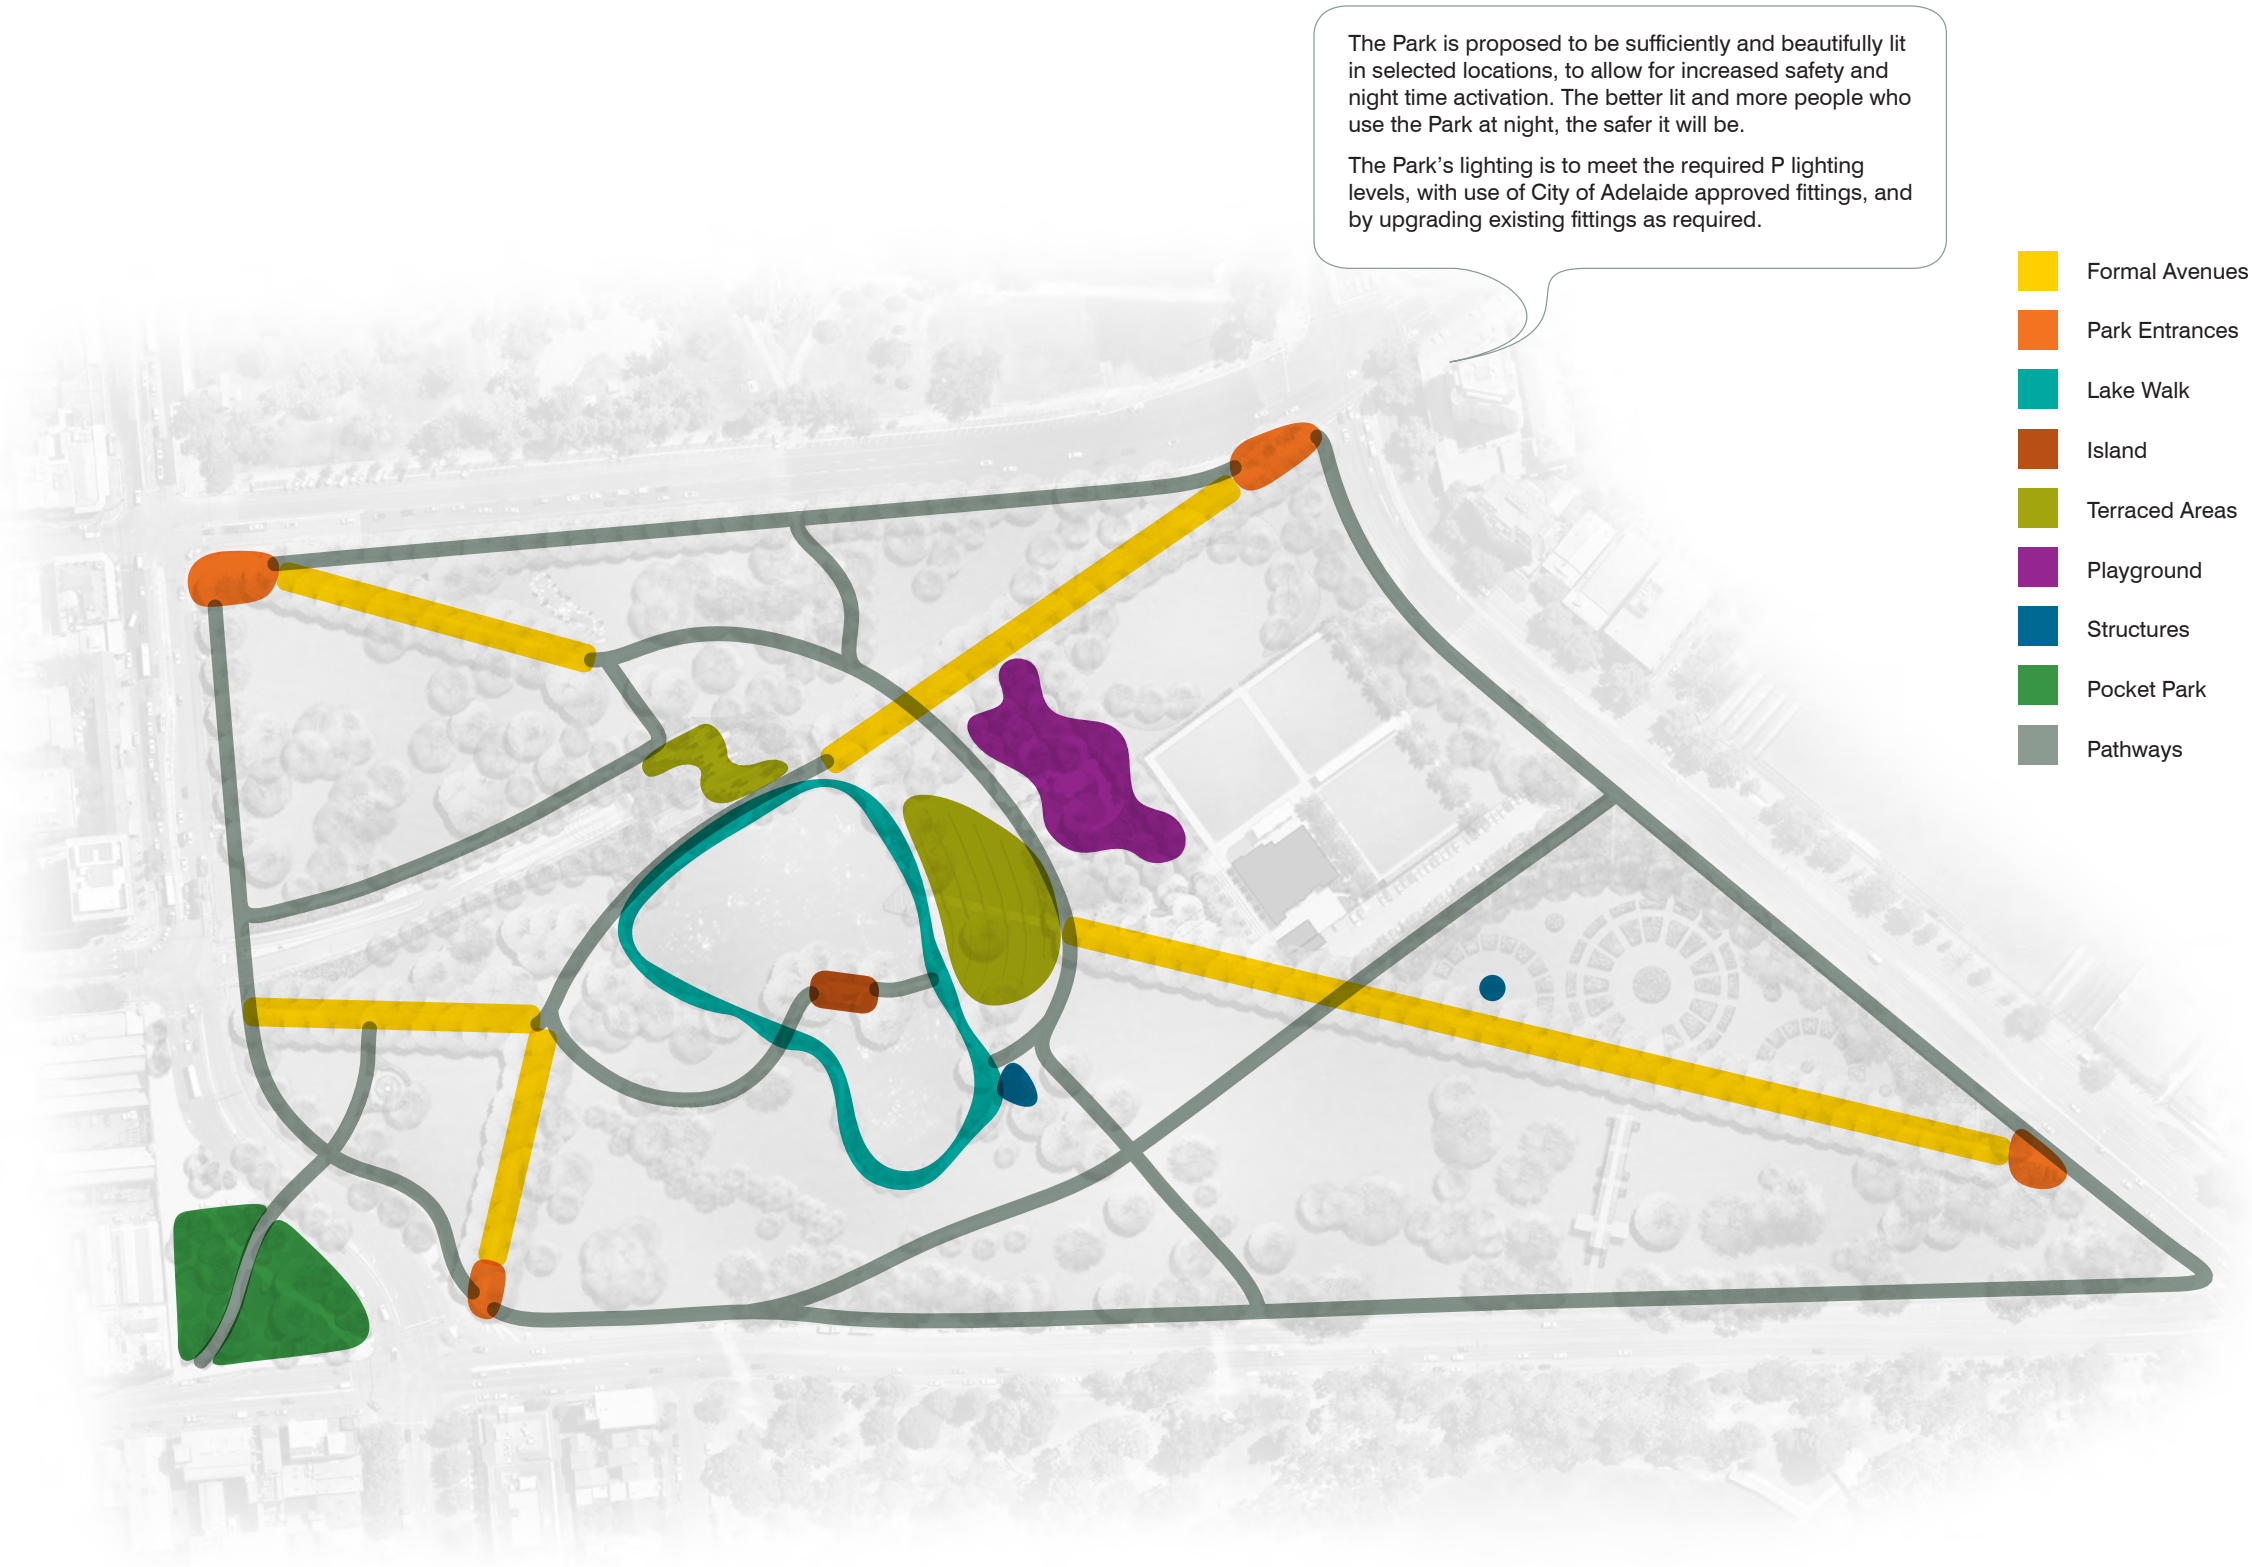 The Park is proposed to be sufficiently and beautifully lit
in selected locations, to allow for increased safety and
night time activation. The better lit and more people who
use the Park at night, the safer it will be.
The Park’s lighting is to meet the required P lighting
levels, with use of City of Adelaide approved fittings, and
by upgrading existing fittings as required.
Formal Avenues
Park Entrances
Lake Walk
Island
Terraced Areas
Playground
Structures
Pocket Park
Pathways